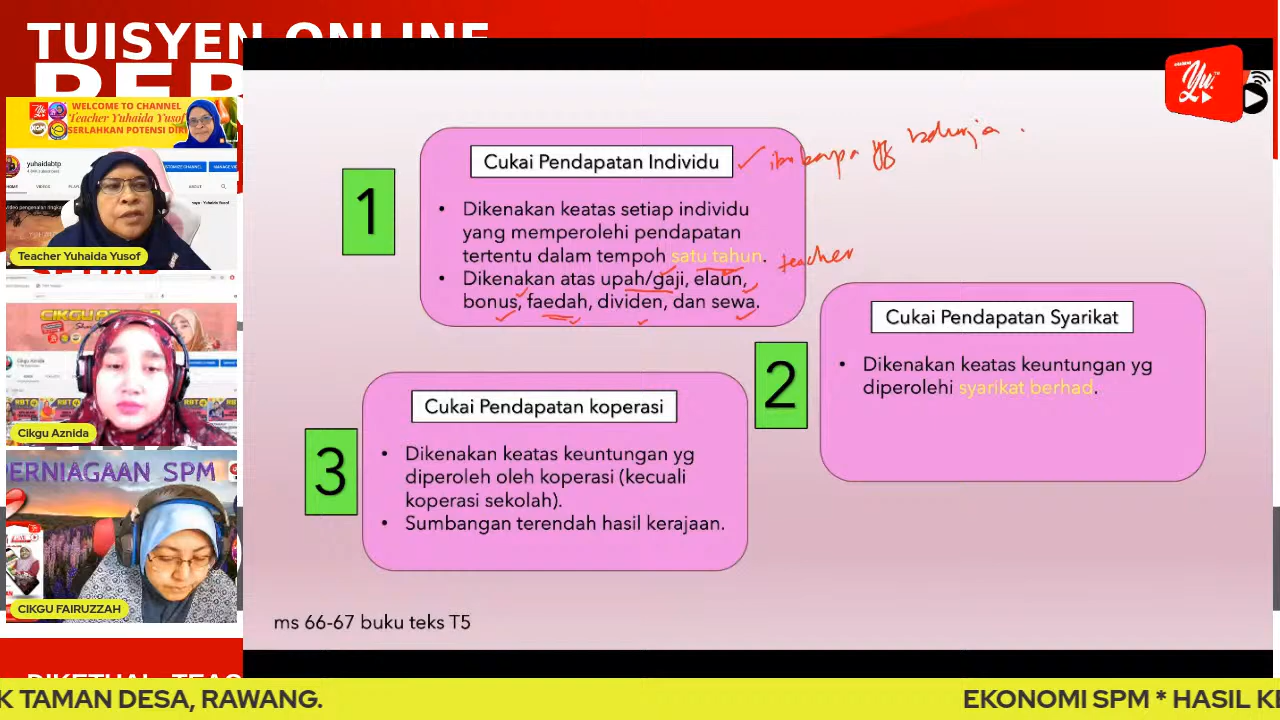 TUISYEN ONLINE
WELCOME TO CHANNEL
Teacher Yuhaida Yusof
SERLAHKAN POTENSI DIRI
yuhaidabtp
Teacher Yuhaida Yusof
Cikgu Aznida
ERNIAGAAN SPM
CIKGU FAIRUZZAH
1
Cukai Pendapatan Individu
• Dikenakan keatas setiap individu
yang memperolehi pendapatan
tertentu dalam tempoh satu tahun.
• Dikenakan atas upah/gaji, elaun,
bonus, faedah, dividen, dan sewa.
teacher
2
Cukai Pendapatan Syarikat
• Dikenakan keatas keuntungan yg
diperolehi syarikat berhad.
3
Cukai Pendapatan koperasi
• Dikenakan keatas keuntungan yg
diperoleh oleh koperasi (kecuali
koperasi sekolah).
• Sumbangan terendah hasil kerajaan.
ms 66-67 buku teks T5
K TAMAN DESA, RAWANG.
EKONOMI SPM * HASIL KE